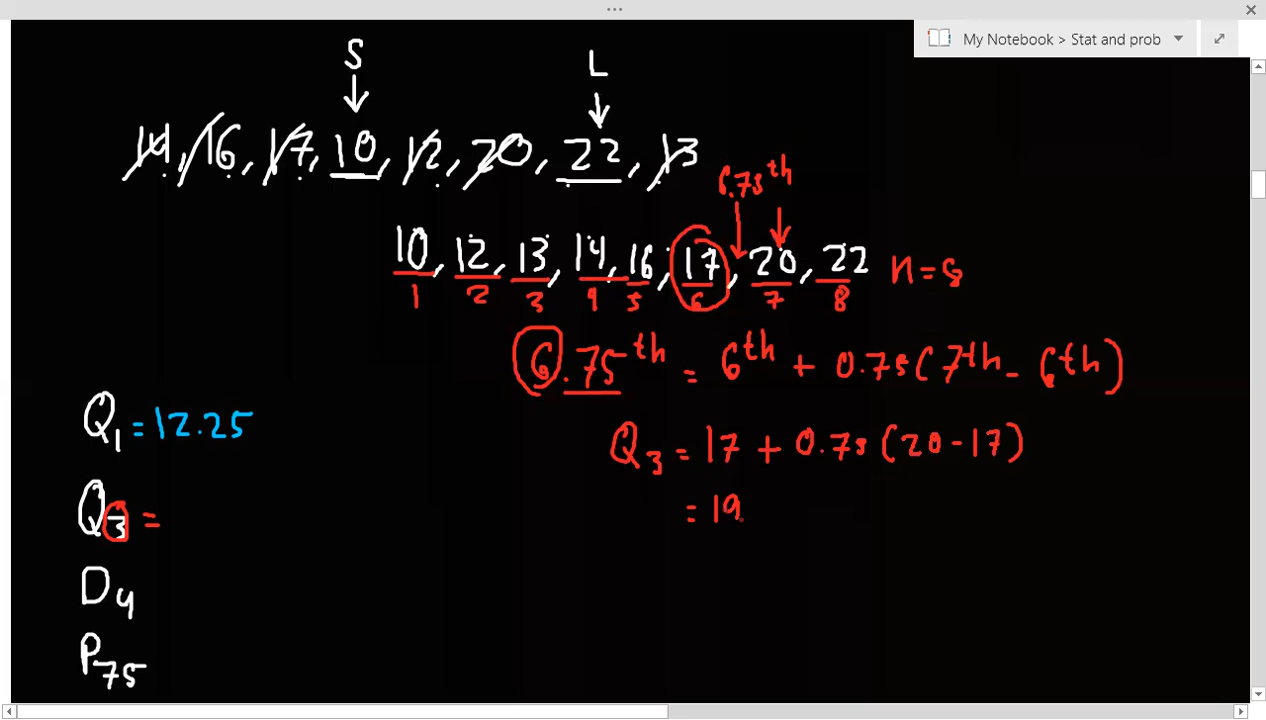 My Notebook > Stat and prob
S
L
14, 16, 17, 10, 12, 20, 22, 13
6.75th
10, 12, 13, 14, 16, 17, 20, 22 n=8
1 2 3 4 5 6 7 8
6.75th = 6th + 0.75(7th - 6th)
Q1 = 12.25
Q3 = 17 + 0.75(20-17)
Q3 =
= 19.
D4
P75